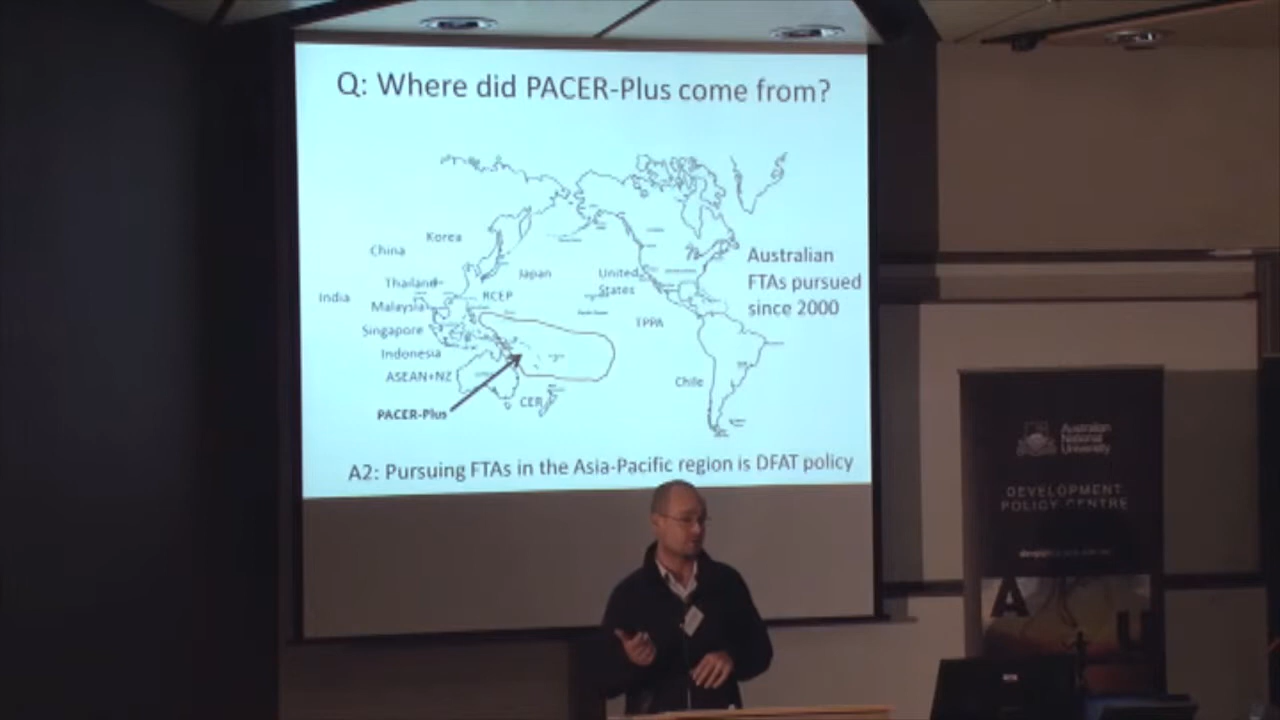 Q: Where did PACER-Plus come from?
Korea
China
Australian
FTAs pursued
since 2000
Japan
United
States
Thailand
India
RCEP
Malaysia
TPPA
Singapore
Indonesia
ASEAN+NZ
Chile
CER
PACER-Plus
A2: Pursuing FTAs in the Asia-Pacific region is DFAT policy
Australian
National
University
DEVELOPMENT
POLICY CENTRE
A U